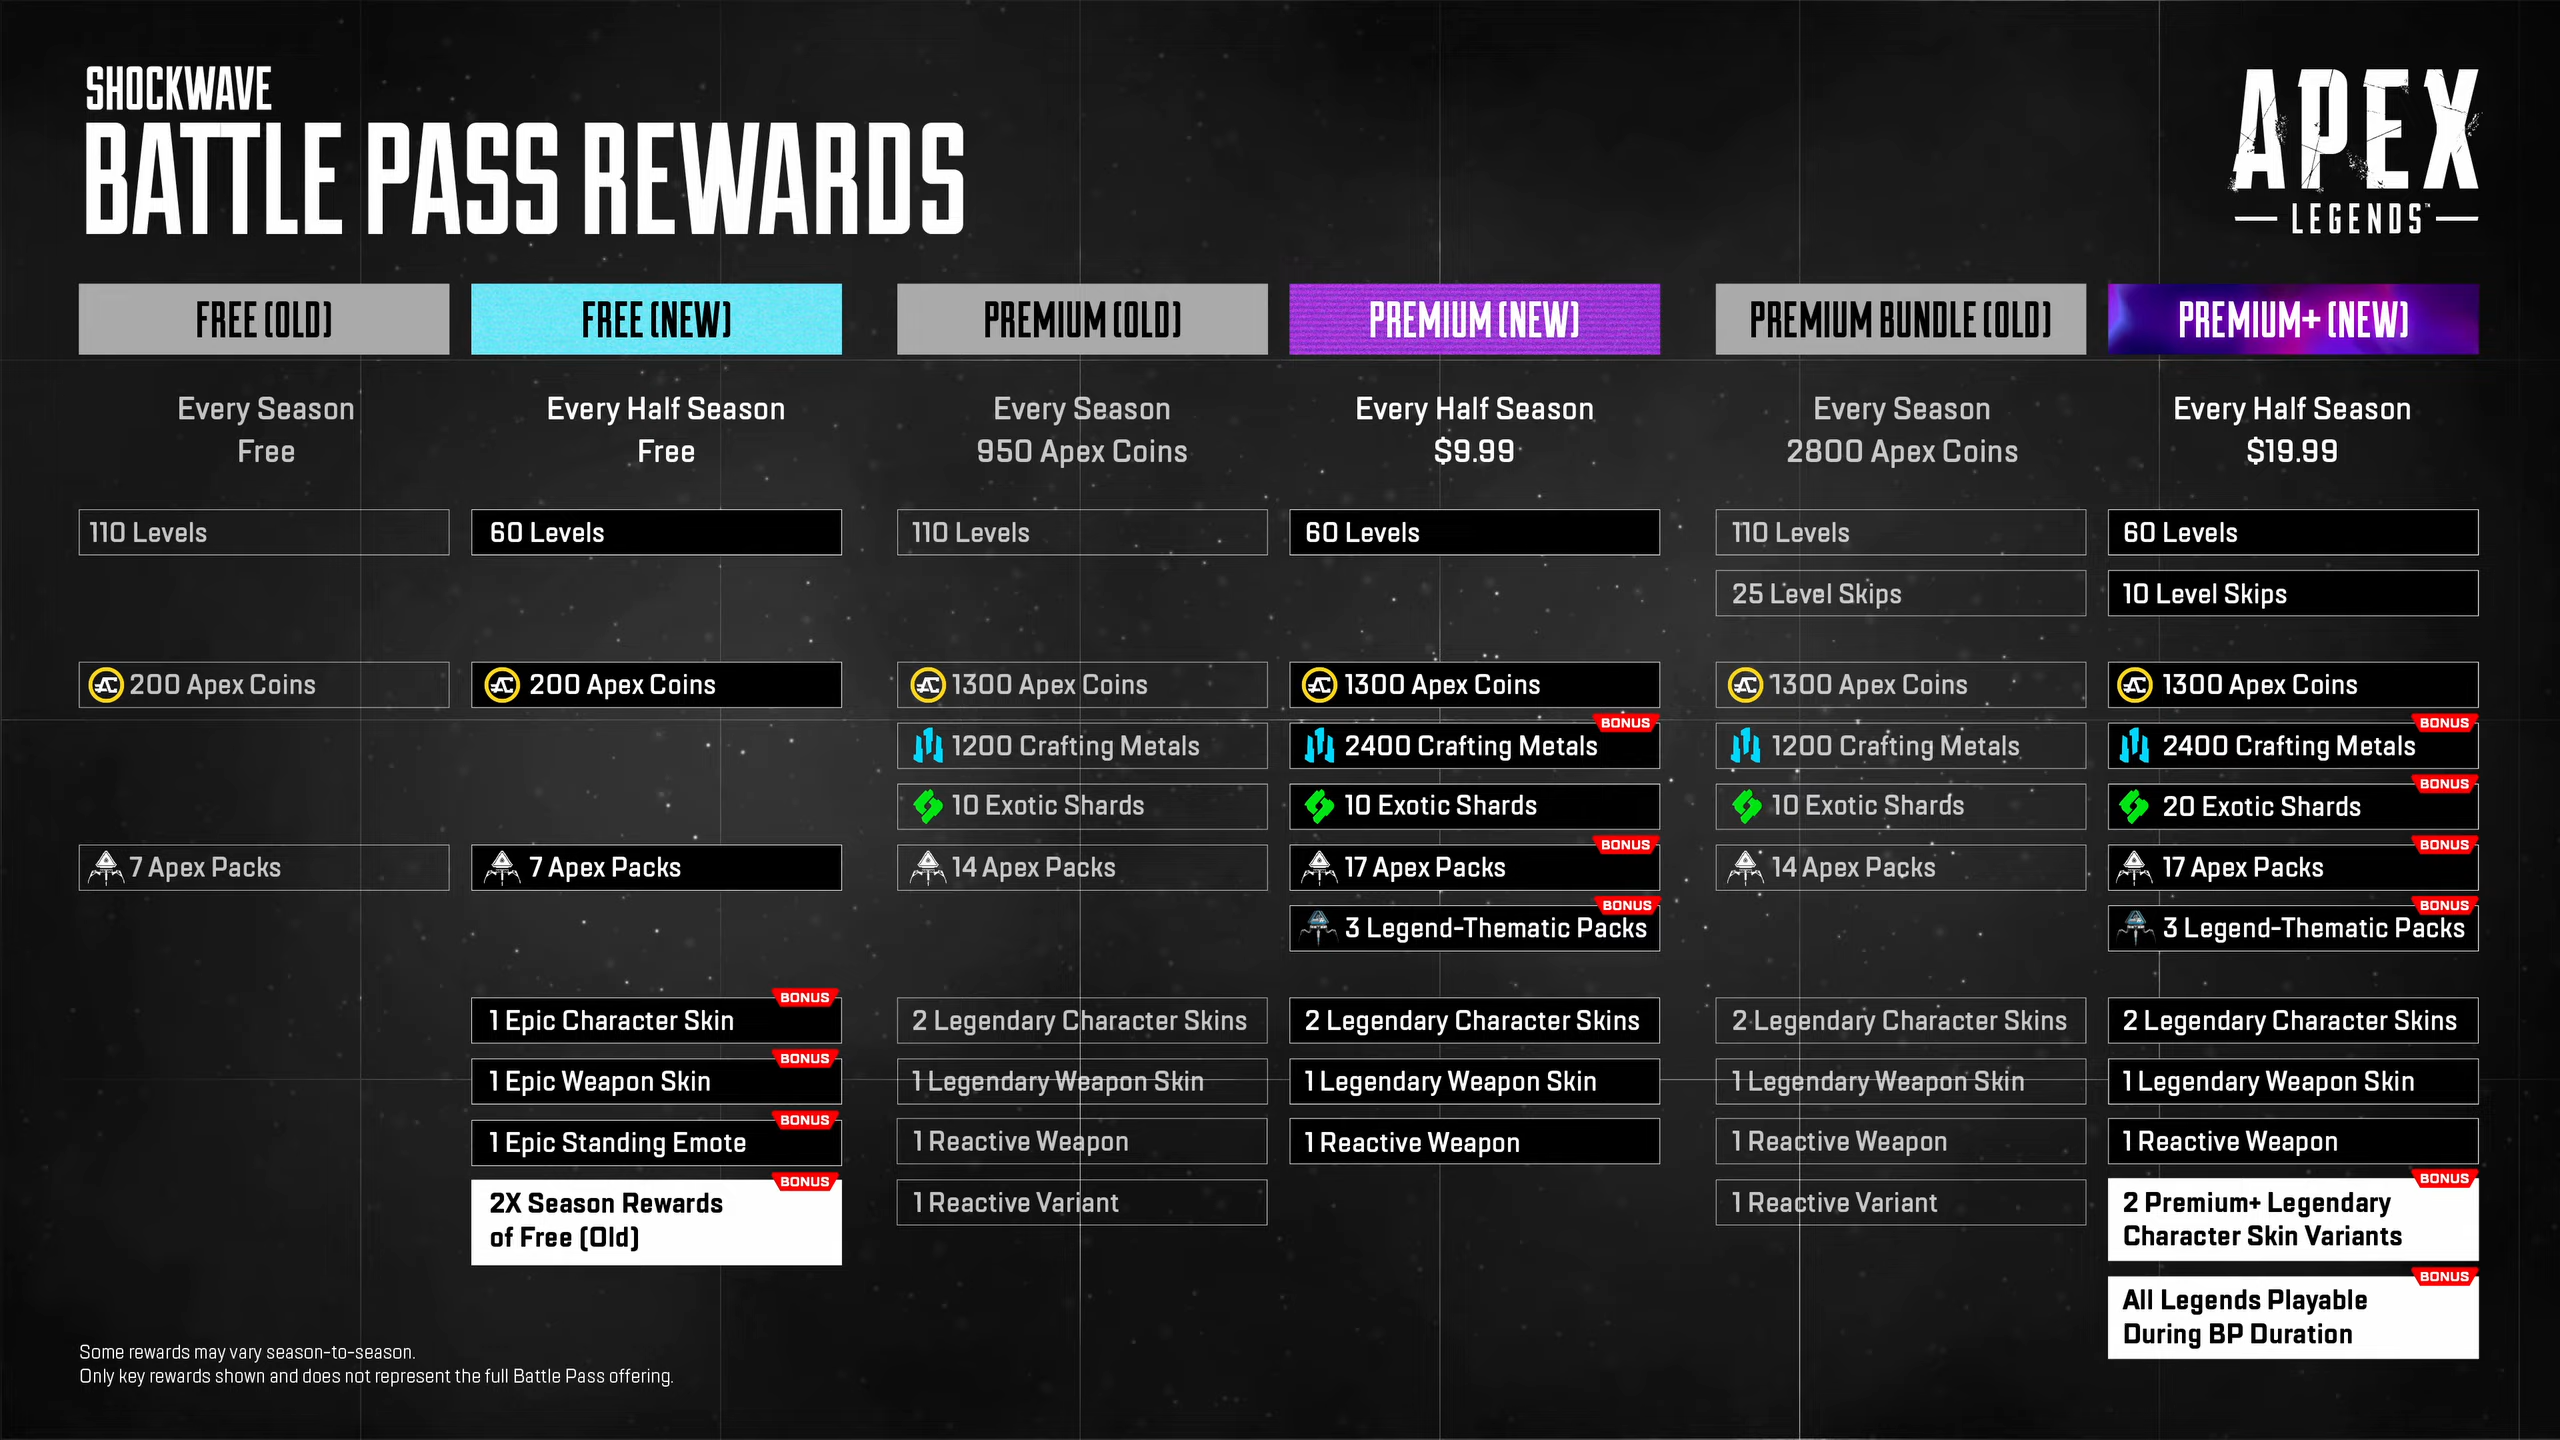 SHOCKWAVE
BATTLE PASS REWARDS
APEX
LEGENDS™
FREE (OLD)
Every Season
Free
110 Levels
200 Apex Coins
7 Apex Packs
FREE (NEW)
Every Half Season
Free
60 Levels
200 Apex Coins
7 Apex Packs
BONUS
1 Epic Character Skin
BONUS
1 Epic Weapon Skin
BONUS
1 Epic Standing Emote
BONUS
2X Season Rewards
of Free (Old)
PREMIUM (OLD)
Every Season
950 Apex Coins
110 Levels
1300 Apex Coins
1200 Crafting Metals
10 Exotic Shards
14 Apex Packs
2 Legendary Character Skins
1 Legendary Weapon Skin
1 Reactive Weapon
1 Reactive Variant
PREMIUM (NEW)
Every Half Season
$9.99
60 Levels
1300 Apex Coins
BONUS
2400 Crafting Metals
10 Exotic Shards
BONUS
17 Apex Packs
BONUS
3 Legend-Thematic Packs
2 Legendary Character Skins
1 Legendary Weapon Skin
1 Reactive Weapon
PREMIUM BUNDLE (OLD)
Every Season
2800 Apex Coins
110 Levels
25 Level Skips
1300 Apex Coins
1200 Crafting Metals
10 Exotic Shards
14 Apex Packs
2 Legendary Character Skins
1 Legendary Weapon Skin
1 Reactive Weapon
1 Reactive Variant
PREMIUM+ (NEW)
Every Half Season
$19.99
60 Levels
10 Level Skips
1300 Apex Coins
BONUS
2400 Crafting Metals
BONUS
20 Exotic Shards
BONUS
17 Apex Packs
BONUS
3 Legend-Thematic Packs
2 Legendary Character Skins
1 Legendary Weapon Skin
1 Reactive Weapon
BONUS
2 Premium+ Legendary
Character Skin Variants
BONUS
All Legends Playable
During BP Duration
Some rewards may vary season-to-season.
Only key rewards shown and does not represent the full Battle Pass offering.